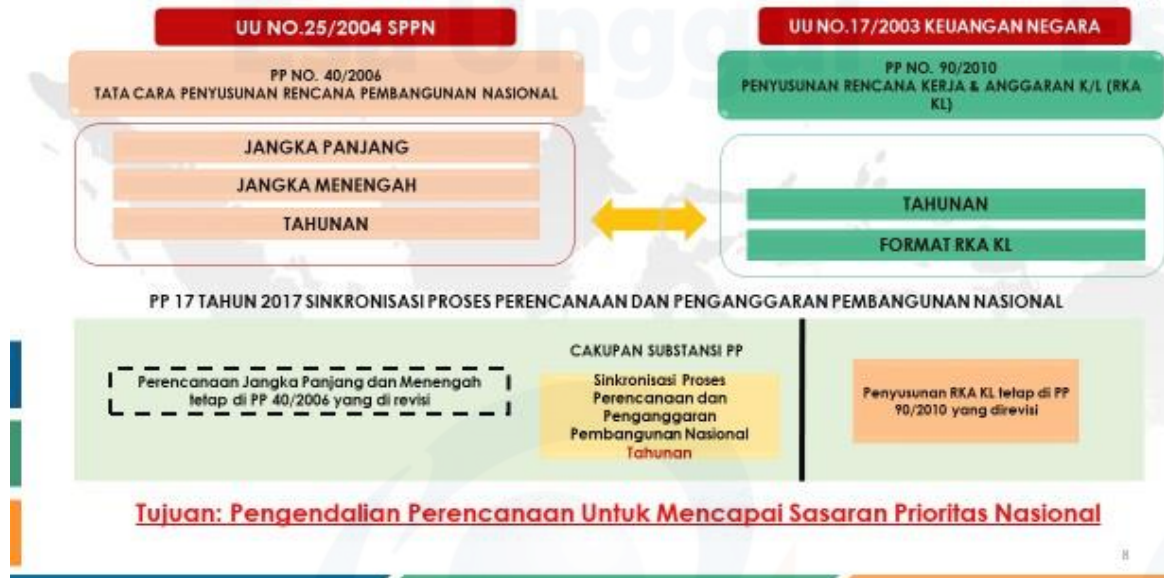 UU NO.25/2004 SPPN
PP NO. 40/2006
TATA CARA PENYUSUNAN RENCANA PEMBANGUNAN NASIONAL
JANGKA PANJANG
JANGKA MENENGAH
TAHUNAN
UU NO.17/2003 KEUANGAN NEGARA
PP NO. 90/2010
PENYUSUNAN RENCANA KERJA & ANGGARAN K/L (RKA
KL)
TAHUNAN
FORMAT RKA KL
PP 17 TAHUN 2017 SINKRONISASI PROSES PERENCANAAN DAN PENGANGGARAN PEMBANGUNAN NASIONAL
Perencanaan Jangka Panjang dan Menengah
tetap di PP 40/2006 yang di revisi
CAKUPAN SUBSTANSI PP
Sinkronisasi Proses
Perencanaan dan
Penganggaran
Pembangunan Nasional
Tahunan
Penyusunan RKA KL tetap di PP
90/2010 yang direvisi
Tujuan: Pengendalian Perencanaan Untuk Mencapai Sasaran Prioritas Nasional
8